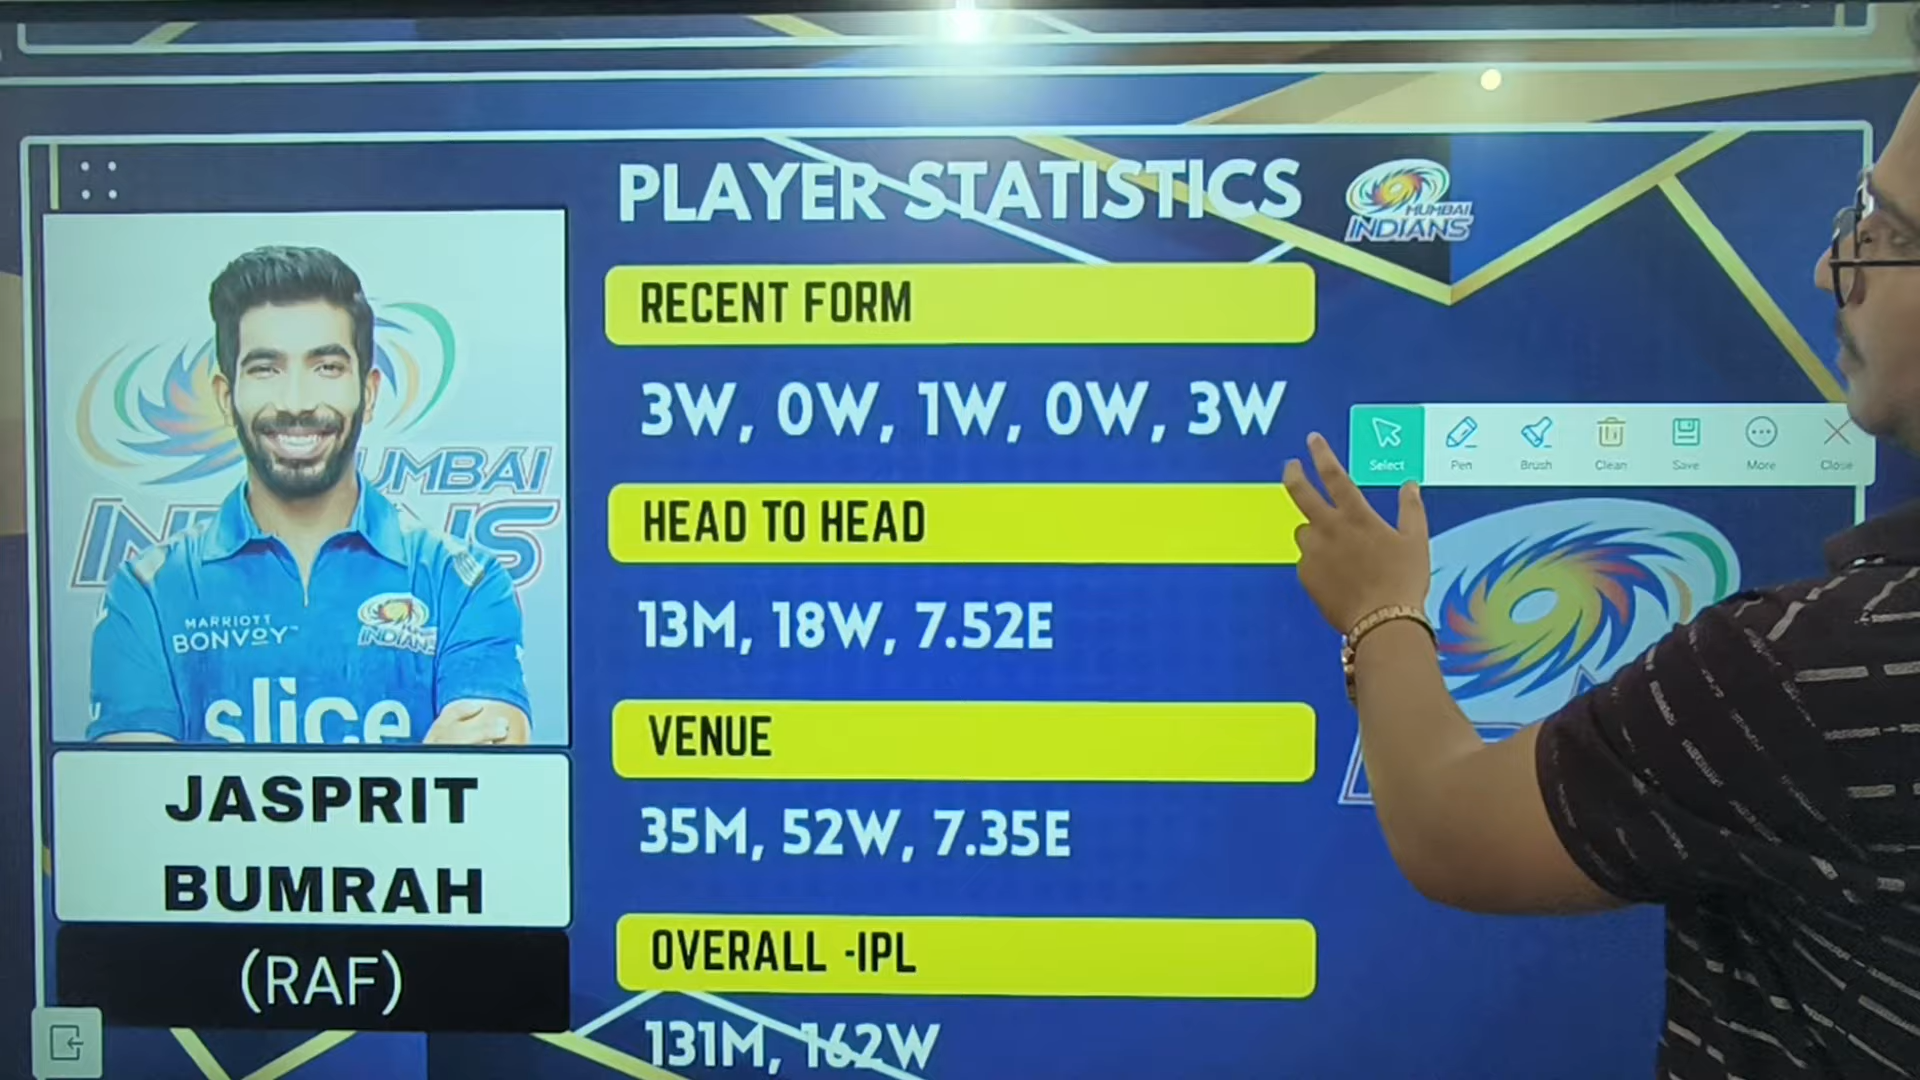 PLAYER STATISTICS
MUMBAI
INDIANS
RECENT FORM
3W, 0W, 1W, 0W, 3W
Select Pen Brush Clean Save More Close
HEAD TO HEAD
13M, 18W, 7.52E
UMBAI
MARRIOTT
BONVOY
INDIANS
slice
VENUE
35M, 52W, 7.35E
JASPRIT
BUMRAH
(RAF)
OVERALL -IPL
131M, 162W